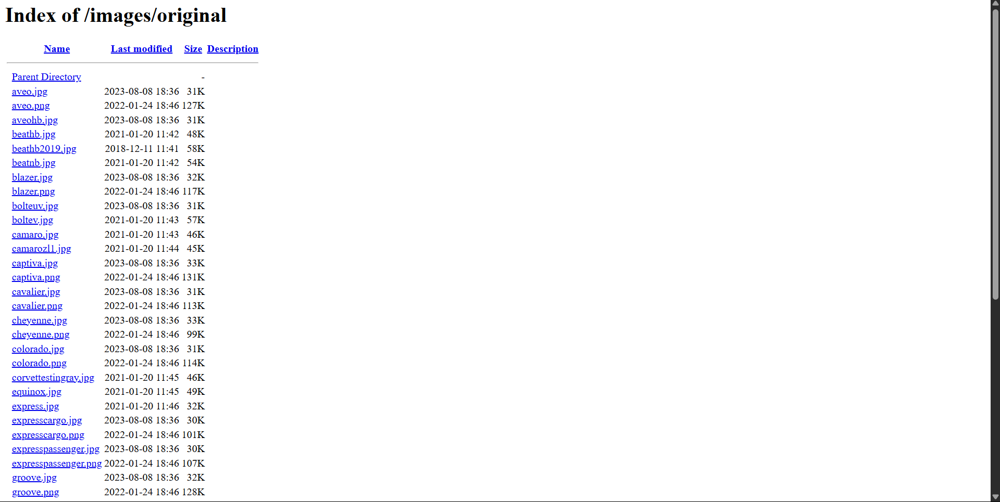 Index of /images/original
Name Last modified Size Description
Parent Directory -
aveo.jpg 2023-08-08 18:36 31K
aveo.png 2022-01-24 18:46 127K
aveohb.jpg 2023-08-08 18:36 31K
beathb.jpg 2021-01-20 11:42 48K
beathb2019.jpg 2018-12-11 11:41 58K
beatnb.jpg 2021-01-20 11:42 54K
blazer.jpg 2023-08-08 18:36 32K
blazer.png 2022-01-24 18:46 117K
bolteuv.jpg 2023-08-08 18:36 31K
boltev.jpg 2021-01-20 11:43 57K
camaro.jpg 2021-01-20 11:43 46K
camarozl1.jpg 2021-01-20 11:44 45K
captiva.jpg 2023-08-08 18:36 33K
captiva.png 2022-01-24 18:46 131K
cavalier.jpg 2023-08-08 18:36 31K
cavalier.png 2022-01-24 18:46 113K
cheyenne.jpg 2023-08-08 18:36 33K
cheyenne.png 2022-01-24 18:46 99K
colorado.jpg 2023-08-08 18:36 31K
colorado.png 2022-01-24 18:46 114K
corvettestingray.jpg 2021-01-20 11:45 46K
equinox.jpg 2021-01-20 11:45 49K
express.jpg 2021-01-20 11:46 32K
expresscargo.jpg 2023-08-08 18:36 30K
expresscargo.png 2022-01-24 18:46 101K
expresspassenger.jpg 2023-08-08 18:36 30K
expresspassenger.png 2022-01-24 18:46 107K
groove.jpg 2023-08-08 18:36 32K
groove.png 2022-01-24 18:46 128K